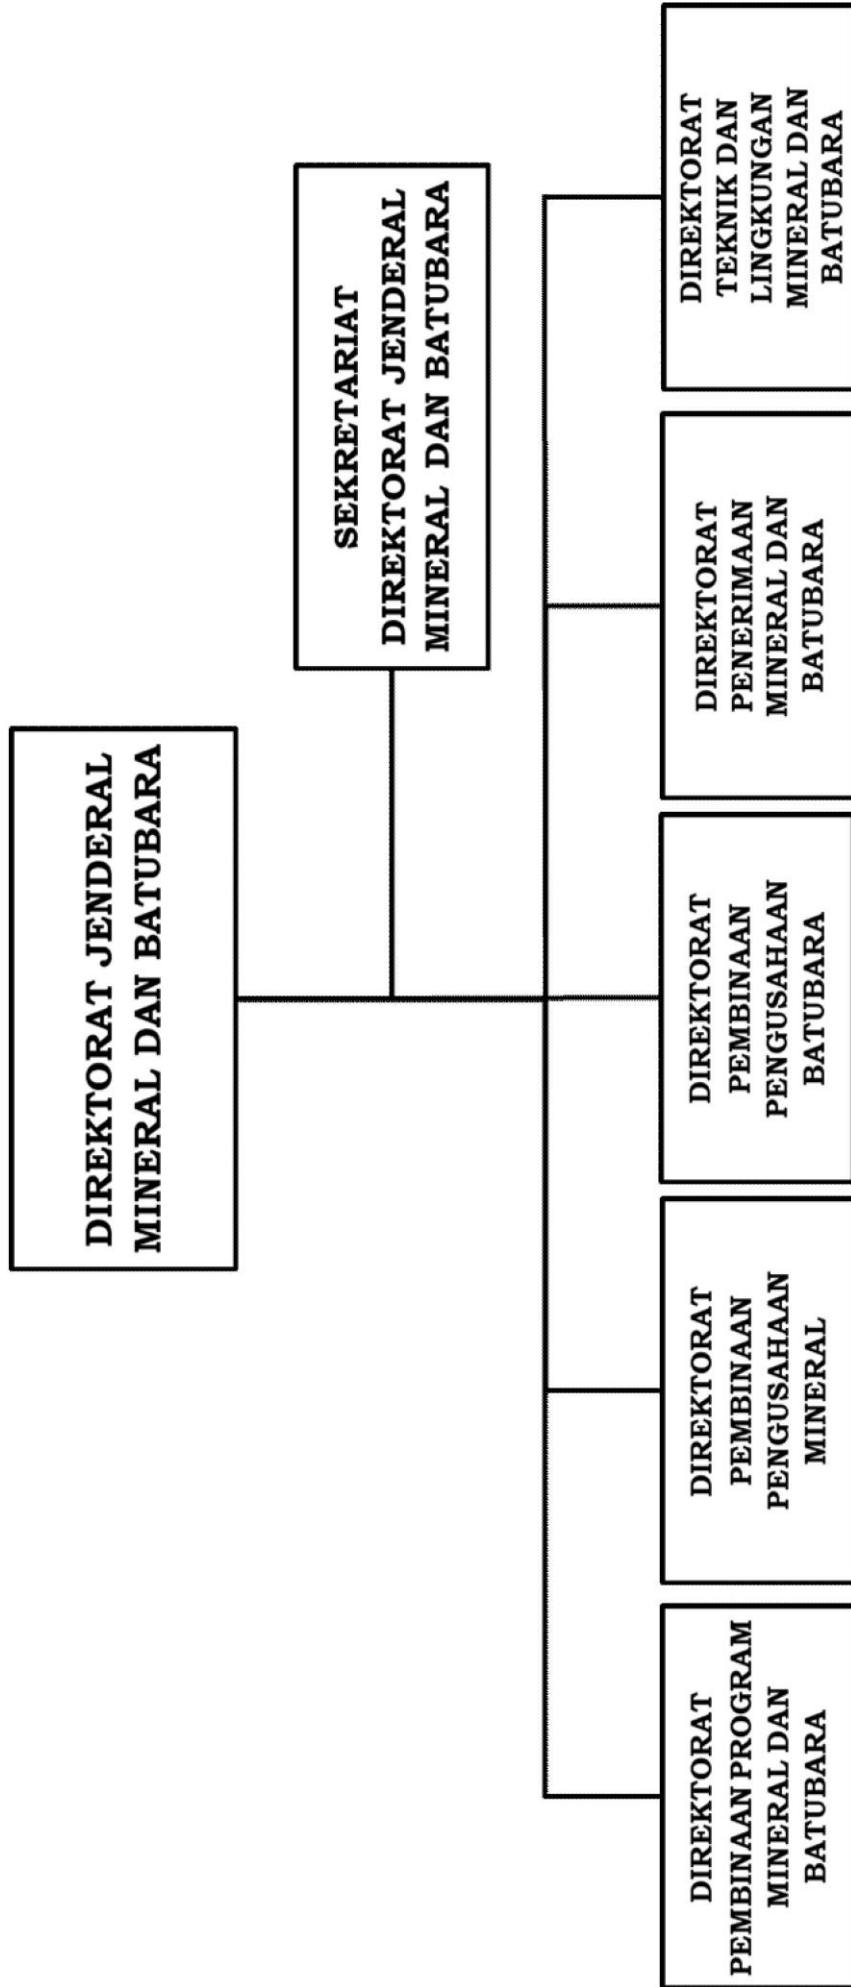 DIREKTORAT JENDERAL
MINERAL DAN BATUBARA
SEKRETARIAT
DIREKTORAT JENDERAL
MINERAL DAN BATUBARA
DIREKTORAT
PEMBINAAN PROGRAM
MINERAL DAN
BATUBARA
DIREKTORAT
PEMBINAAN
PENGUSAHAAN
MINERAL
DIREKTORAT
PEMBINAAN
PENGUSAHAAN
BATUBARA
DIREKTORAT
PENERIMAAN
MINERAL DAN
BATUBARA
DIREKTORAT
TEKNIK DAN
LINGKUNGAN
MINERAL DAN
BATUBARA